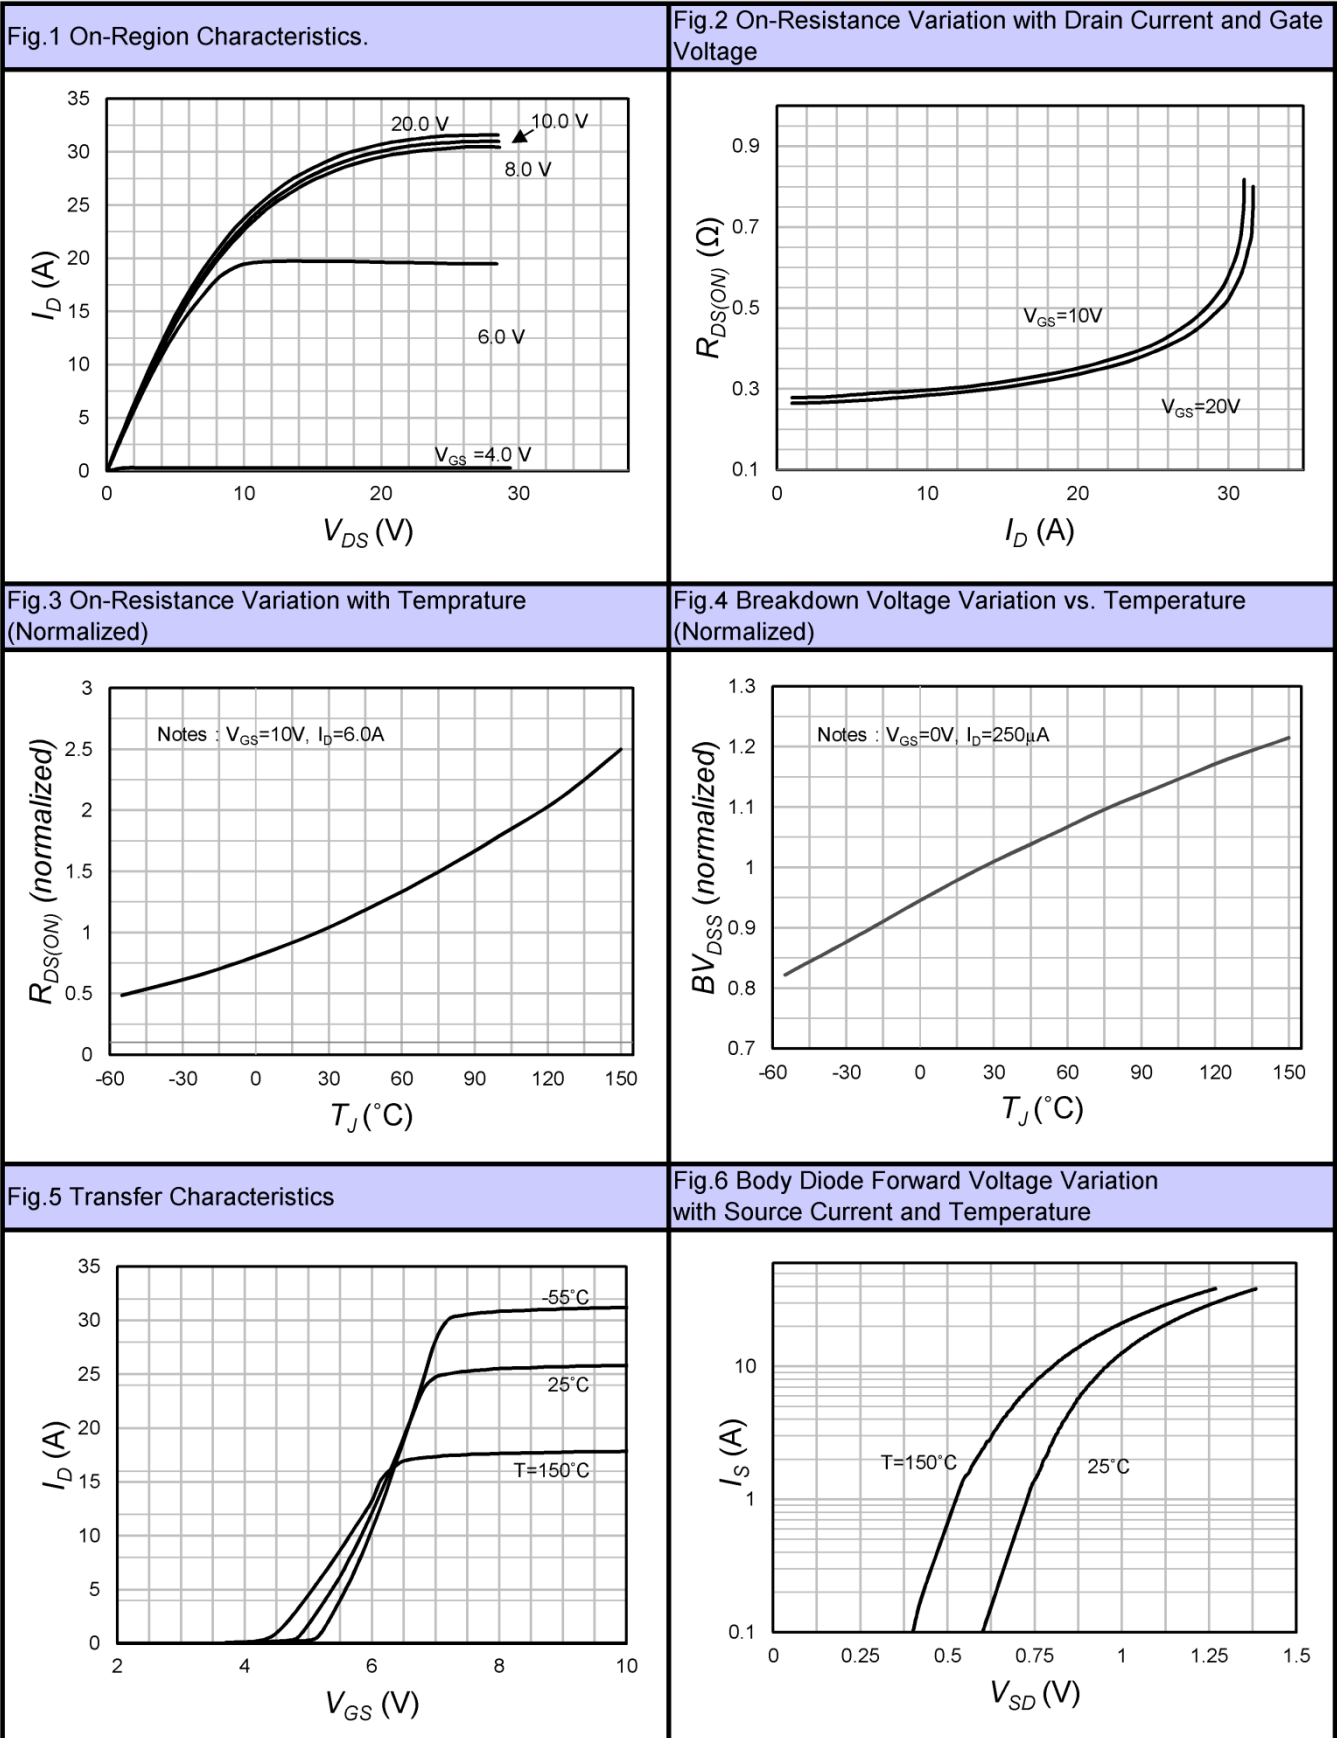 Fig.1 On-Region Characteristics.
Fig.2 On-Resistance Variation with Drain Current and Gate
Voltage
35
30
25
20
15
10
5
0
0 10 20 30
I_D (A)
V_DS (V)
20.0 V
10.0 V
8.0 V
6.0 V
V_GS =4.0 V
0.9
0.7
0.5
0.3
0.1
0 10 20 30
R_DS(ON) (Ω)
I_D (A)
V_GS=10V
V_GS=20V
Fig.3 On-Resistance Variation with Temprature
(Normalized)
Fig.4 Breakdown Voltage Variation vs. Temperature
(Normalized)
3
2.5
2
1.5
1
0.5
0
-60 -30 0 30 60 90 120 150
R_DS(ON) (normalized)
T_J (˚C)
Notes : V_GS=10V, I_D=6.0A
1.3
1.2
1.1
1
0.9
0.8
0.7
-60 -30 0 30 60 90 120 150
BV_DSS (normalized)
T_J (˚C)
Notes : V_GS=0V, I_D=250µA
Fig.5 Transfer Characteristics
Fig.6 Body Diode Forward Voltage Variation
with Source Current and Temperature
35
30
25
20
15
10
5
0
2 4 6 8 10
I_D (A)
V_GS (V)
-55˚C
25˚C
T=150˚C
10
1
0.1
0 0.25 0.5 0.75 1 1.25 1.5
I_S (A)
V_SD (V)
T=150˚C
25˚C